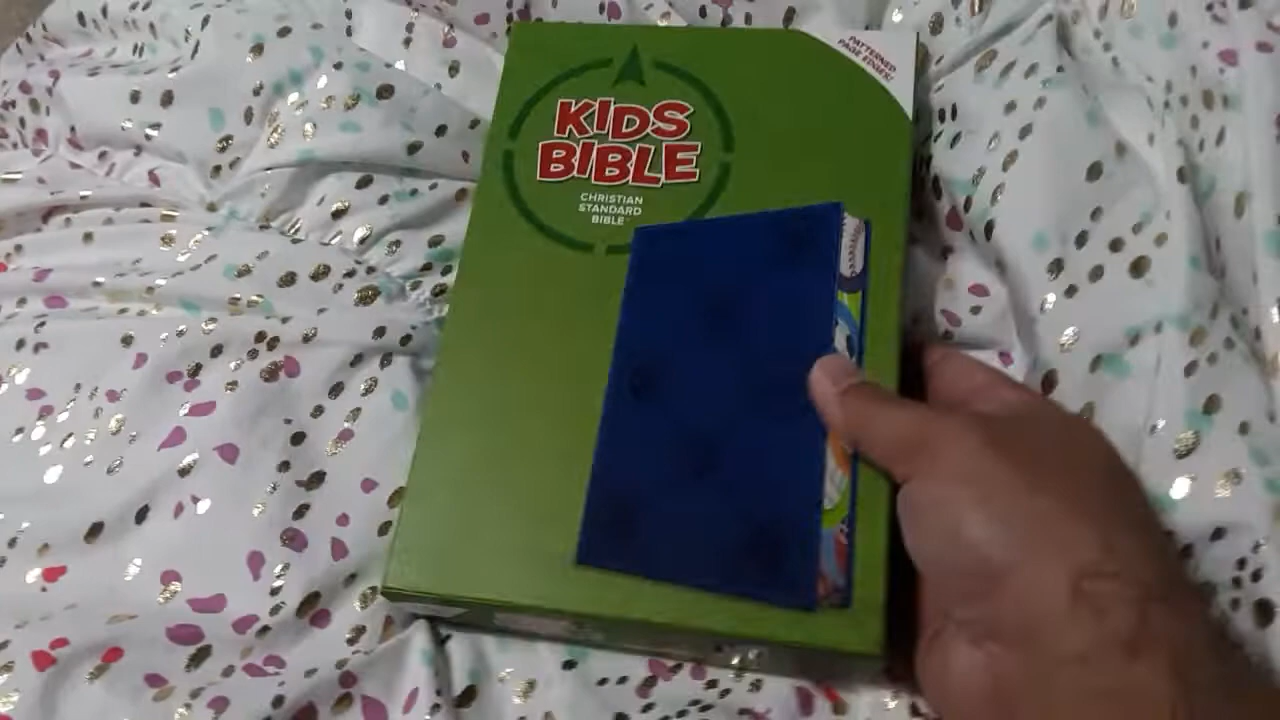 PATTERNED
PAGE EDGES!
KIDS
BIBLE
CHRISTIAN
STANDARD
BIBLE